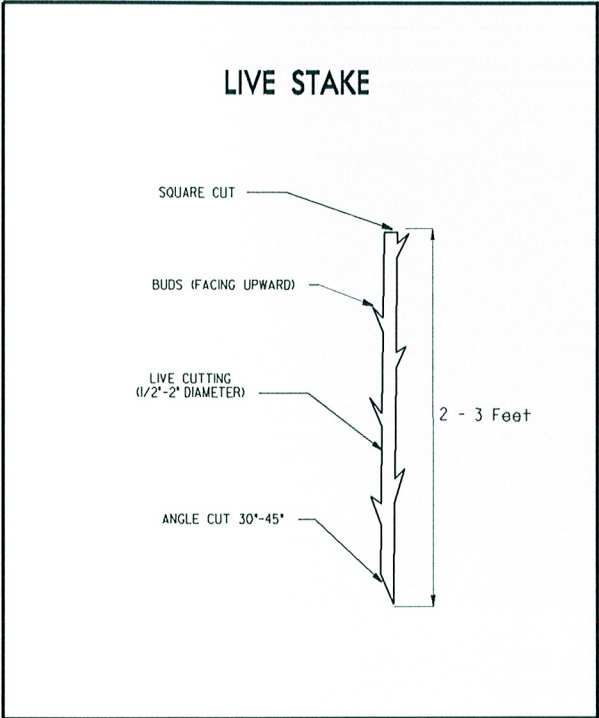 LIVE STAKE
SQUARE CUT
BUDS (FACING UPWARD)
LIVE CUTTING
(1/2"-2" DIAMETER)
2 - 3 Feet
ANGLE CUT 30°-45°